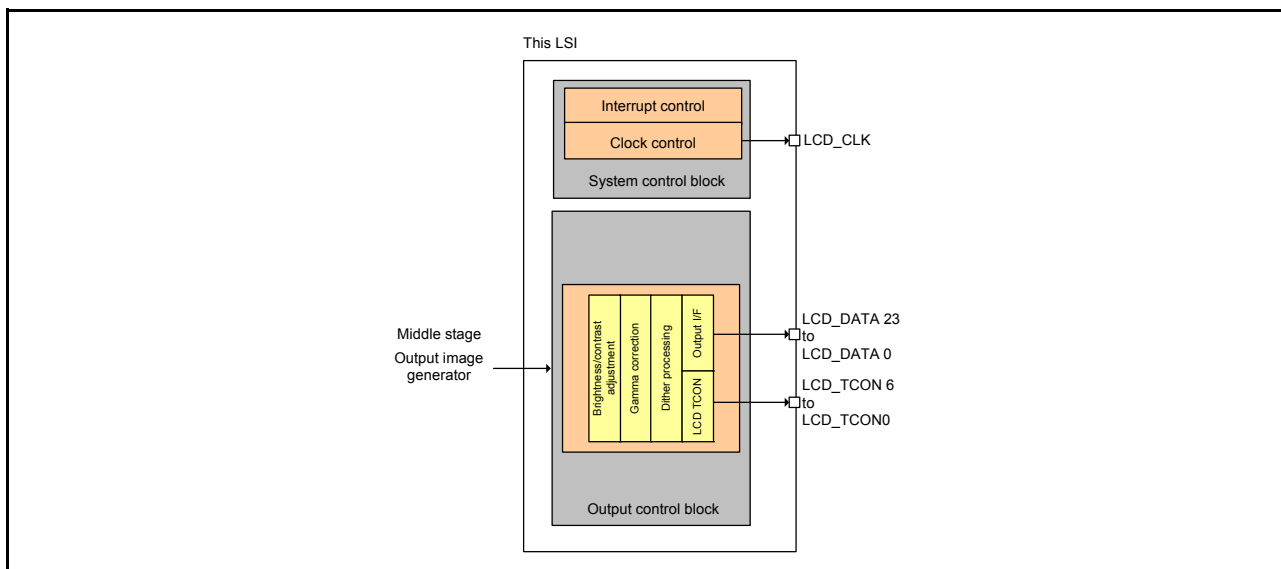 This LSI
Interrupt control
Clock control
LCD_CLK
System control block
Middle stage
Output image
generator
Brightness/contrast
adjustment
Gamma correction
Dither processing
Output I/F
LCD TCON
LCD_DATA 23
to
LCD_DATA 0
LCD_TCON 6
to
LCD_TCON0
Output control block